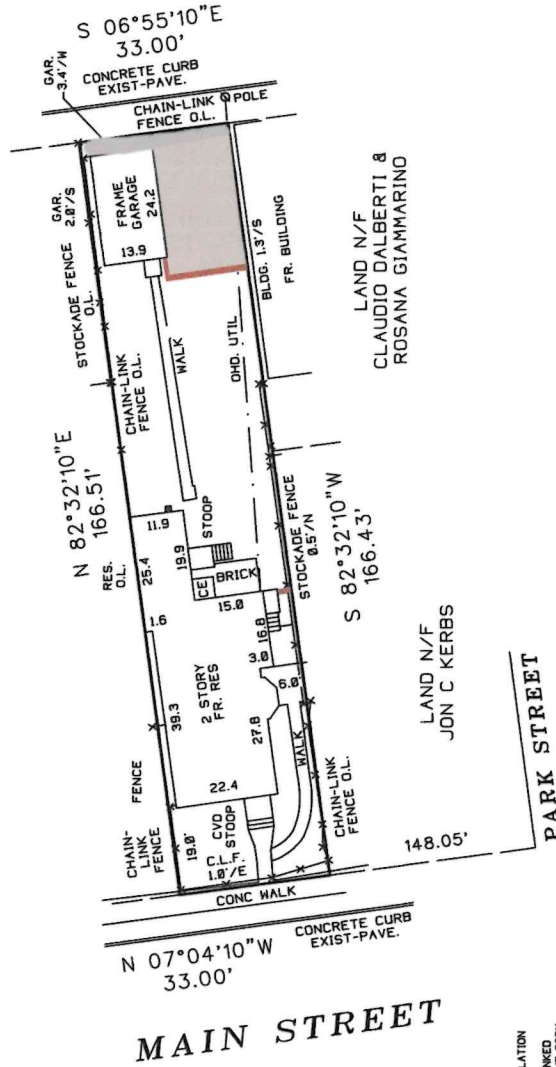 S 06°55'10"E
33.00'
GAR.
3.4'/W
CONCRETE CURB
EXIST-PAVE.
CHAIN-LINK
FENCE O.L.
POLE
GAR.
2.0'/S
FRAME
GARAGE
24.2
13.9
STOCKADE FENCE
O.L.
BLDG. 1.3'/S
FR. BUILDING
LAND N/F
CLAUDIO DALBERTI &
ROSANA GIAMMARINO
CHAIN-LINK
FENCE O.L.
WALK
OHD. UTIL
N 82°32'10"E
166.51'
11.9
STOOP
STOCKADE FENCE
0.5'/N
S 82°32'10"W
166.43'
RES.
O.L.
25.4
19.9
CE
BRICK
15.0
1.6
16.8
3.0
6.0
2 STORY
FR. RES
39.3
27.8
LAND N/F
JON C KERBS
FENCE
22.4
WALK
CHAIN-LINK
FENCE O.L.
PARK STREET
CHAIN-
LINK
FENCE
19.0'
CVD
STOOP
C.L.F.
1.0'/E
148.05'
CONC WALK
N 07°04'10"W
33.00'
CONCRETE CURB
EXIST-PAVE.
MAIN STREET